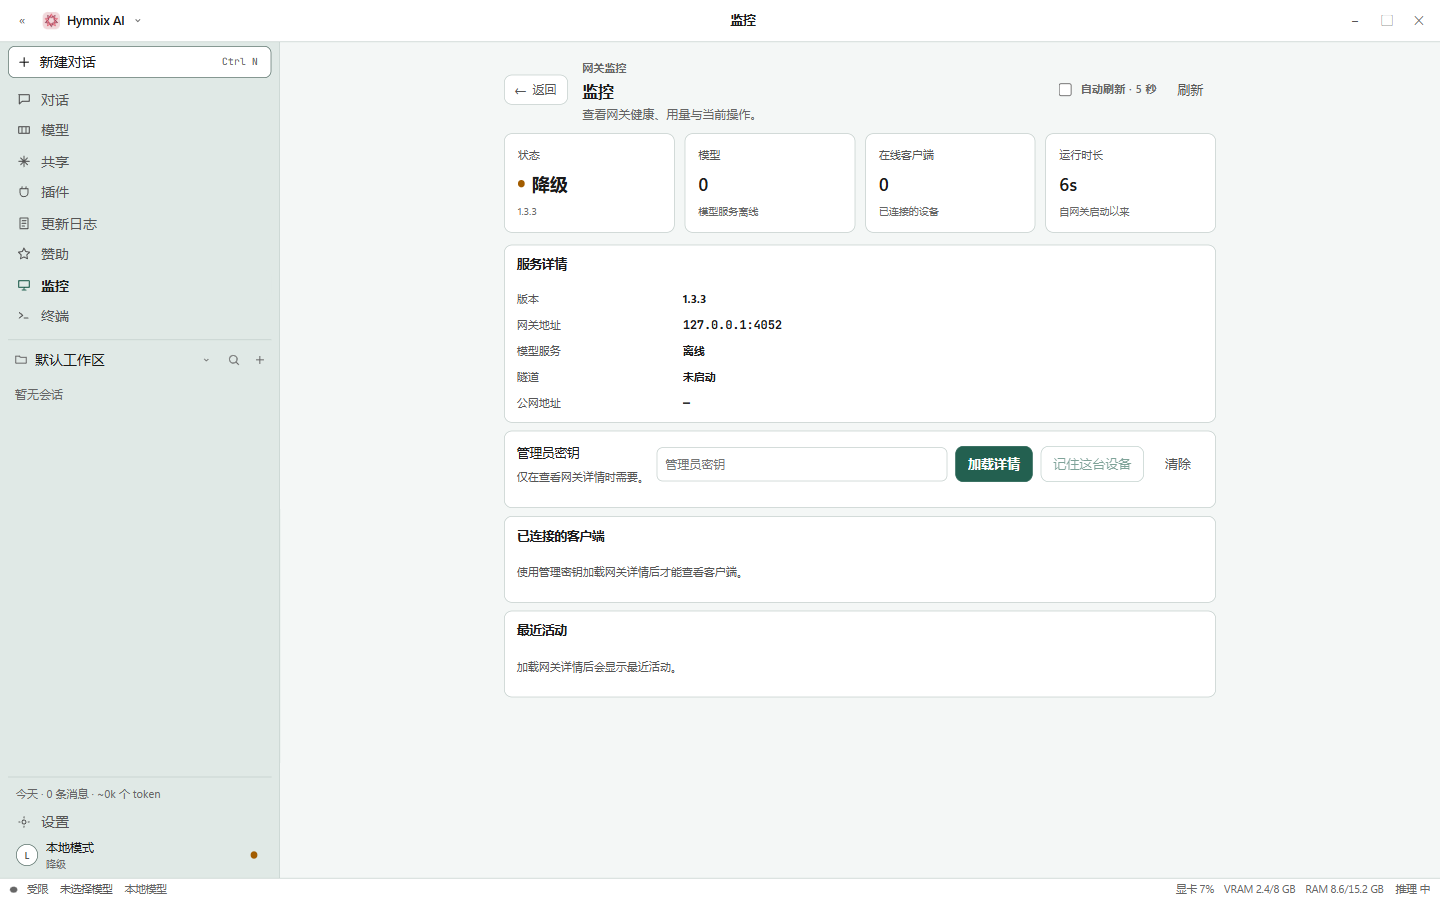 « Hymnix AI
监控
新建对话 Ctrl N
对话
模型
共享
插件
更新日志
赞助
监控
终端
默认工作区
暂无会话
今天 · 0 条消息 · ~0k 个 token
设置
L 本地模式
降级
← 返回
网关监控
监控
查看网关健康、用量与当前操作。
自动刷新 · 5 秒 刷新
状态
降级
1.3.3
模型
0
模型服务离线
在线客户端
0
已连接的设备
运行时长
6s
自网关启动以来
服务详情
版本 1.3.3
网关地址 127.0.0.1:4052
模型服务 离线
隧道 未启动
公网地址 —
管理员密钥
仅在查看网关详情时需要。
管理员密钥 加载详情 记住这台设备 清除
已连接的客户端
使用管理密钥加载网关详情后才能查看客户端。
最近活动
加载网关详情后会显示最近活动。
受限 未选择模型 本地模型
显卡 7% VRAM 2.4/8 GB RAM 8.6/15.2 GB 推理 中